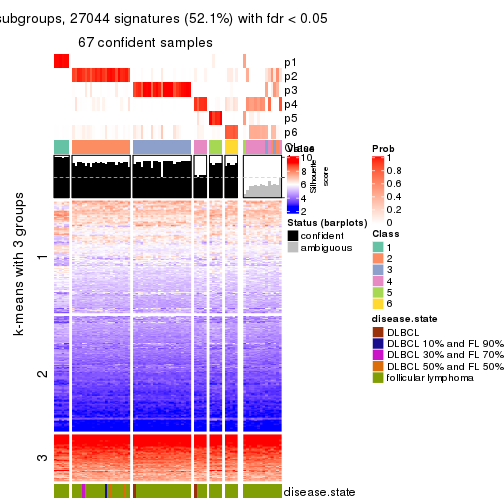 subgroups, 27044 signatures (52.1%) with fdr < 0.05
67 confident samples
p1
p2
p3
p4
p5
p6
Class
Silhouette
score
k-means with 3 groups
1
2
3
disease.state
Value
10
8
6
4
2
Status (barplots)
confident
ambiguous
Prob
1
0.8
0.6
0.4
0.2
0
Class
1
2
3
4
5
6
disease.state
DLBCL
DLBCL 10% and FL 90%
DLBCL 30% and FL 70%
DLBCL 50% and FL 50%
follicular lymphoma